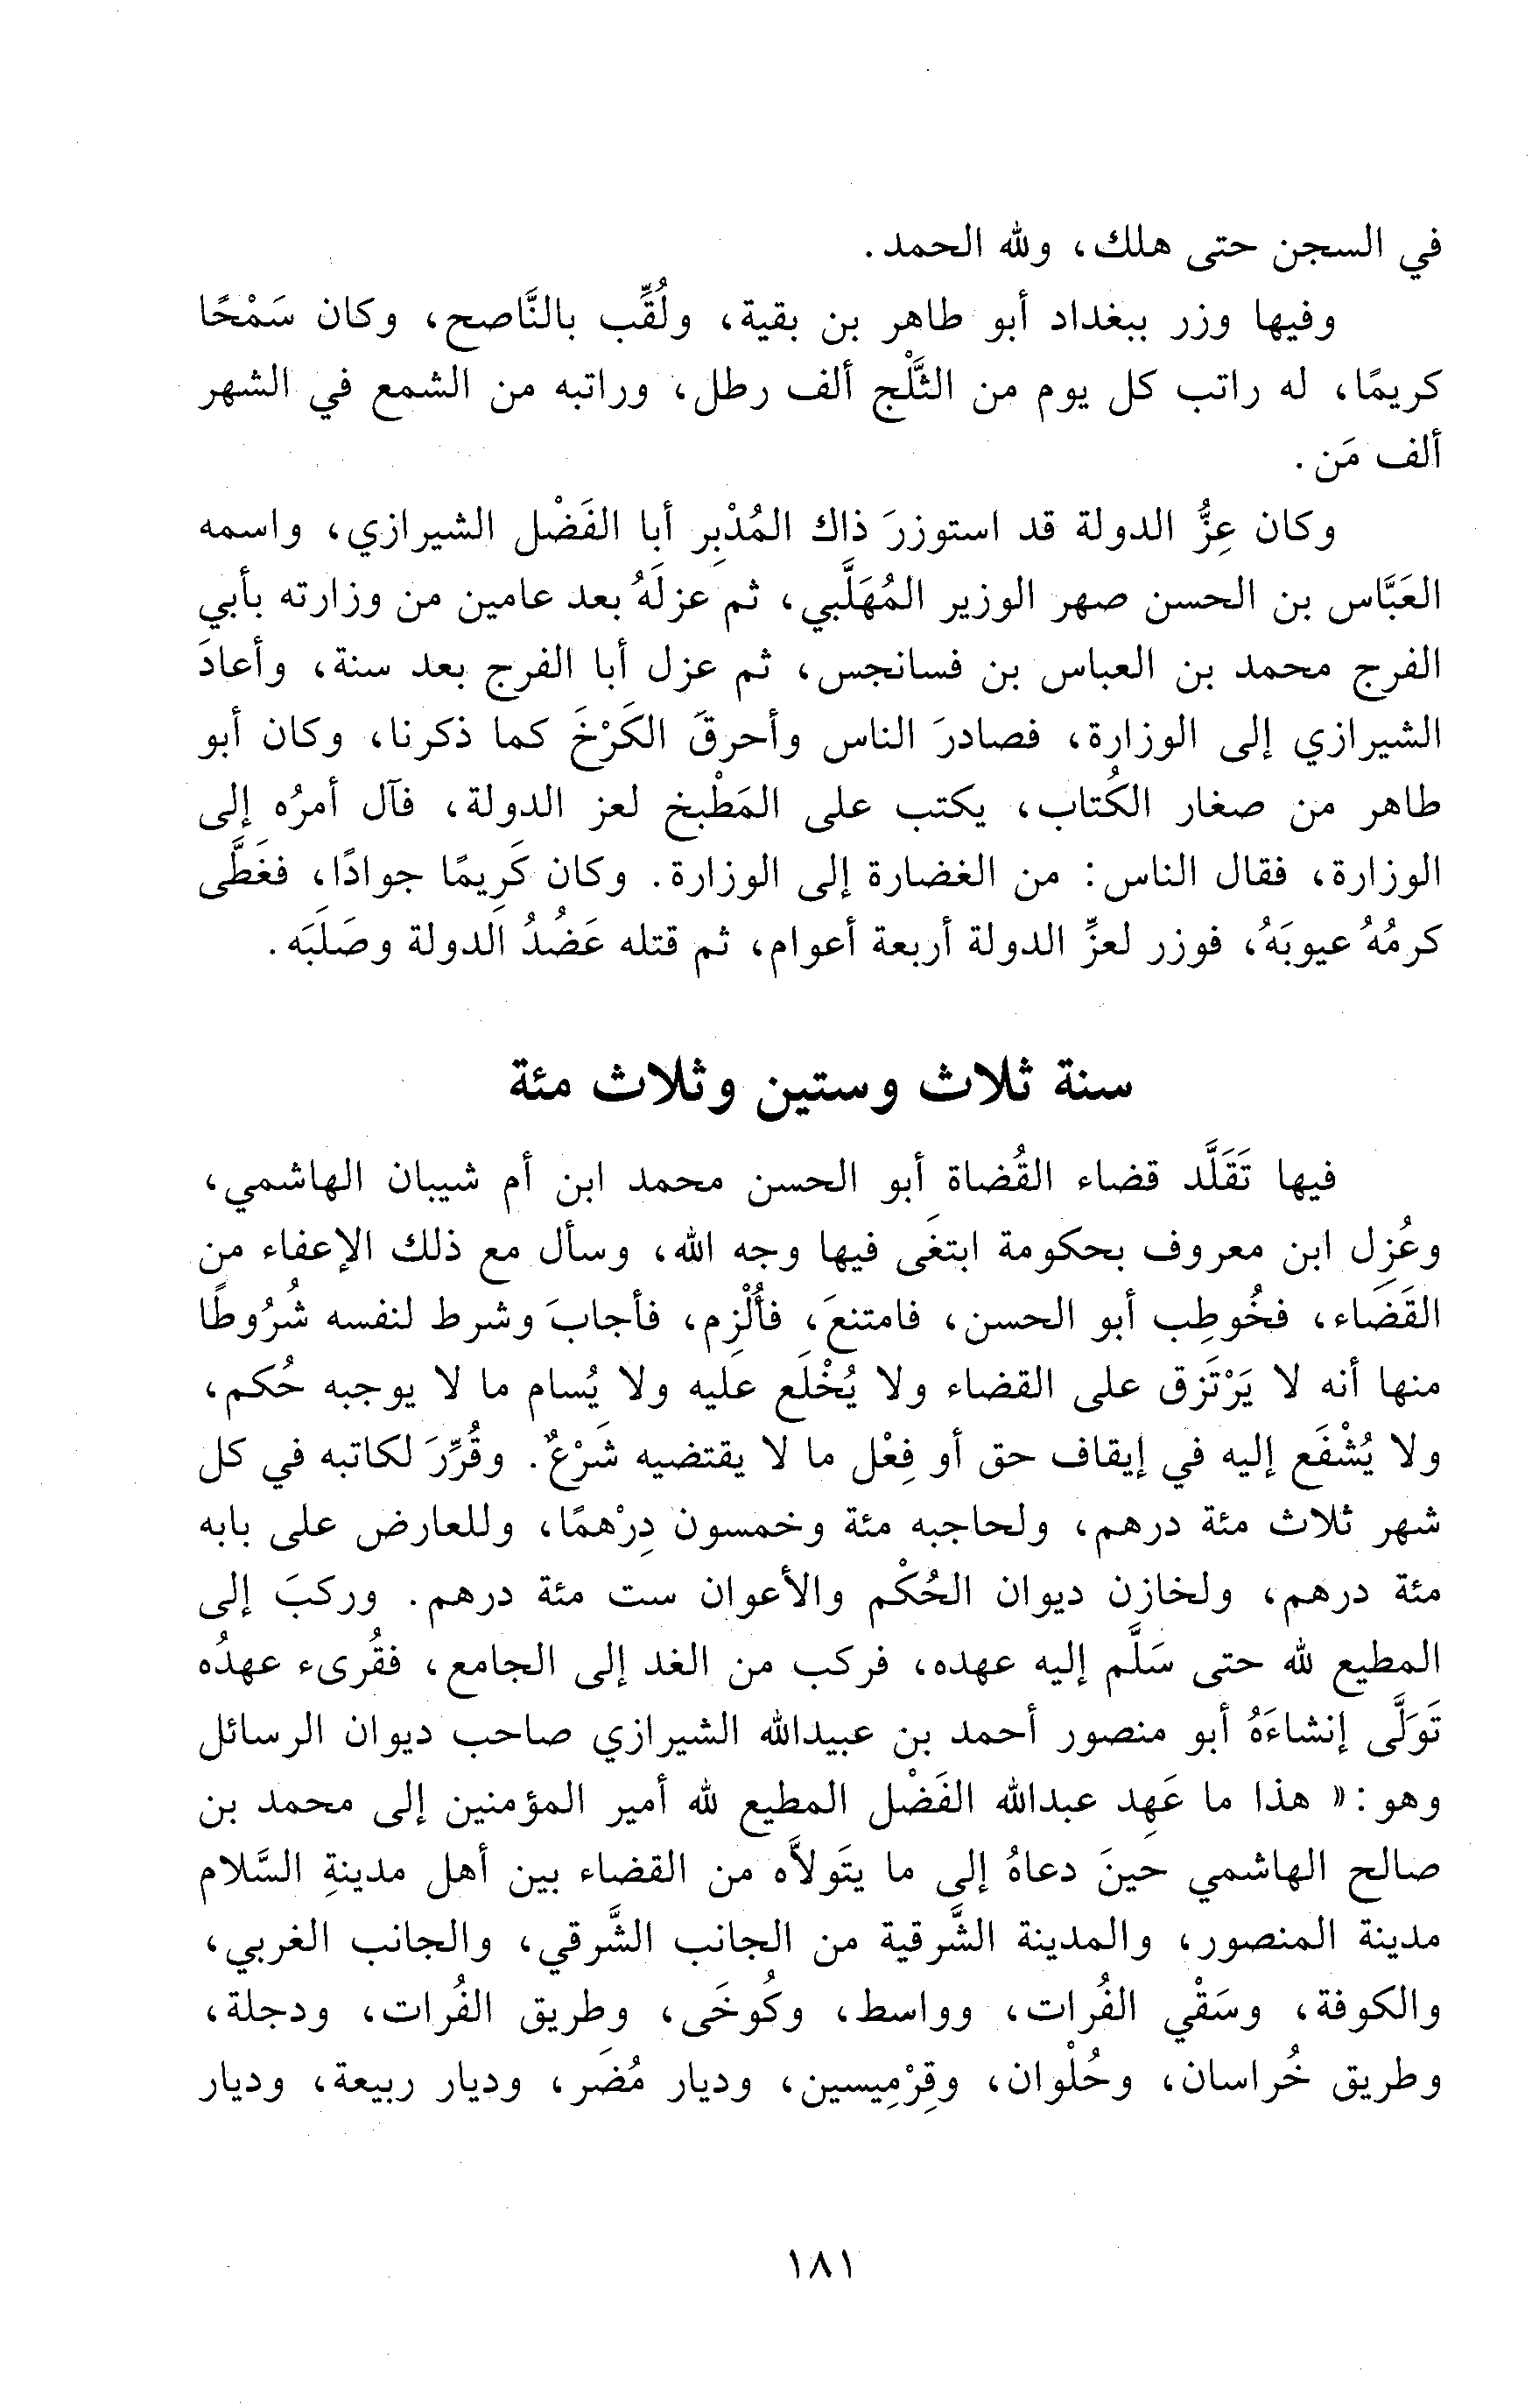 في السجن حتى هلك، ولله الحمد.
وفيها وزر ببغداد أبو طاهر بن بقية، ولُقِّب بالنَّاصح، وكان سَمْحًا
كريمًا، له راتب كل يوم من الثَّلْج ألف رطل، وراتبه من الشمع في الشهر
ألف مَن.
وكان عِزُّ الدولة قد استوزرَ ذاك المُدْبِر أبا الفَضْل الشيرازي، واسمه
العَبَّاس بن الحسن صهر الوزير المُهَلَّبي، ثم عزلَهُ بعد عامين من وزارته بأبي
الفرج محمد بن العباس بن فسانجس، ثم عزل أبا الفرج بعد سنة، وأعادَ
الشيرازي إلى الوزارة، فصادرَ الناس وأحرقَ الكَرْخَ كما ذكرنا، وكان أبو
طاهر من صغار الكُتاب، يكتب على المَطْبخ لعز الدولة، فآل أمرُه إلى
الوزارة، فقال الناس: من الغضارة إلى الوزارة. وكان كَرِيمًا جوادًا، فغَطَّى
كرمُهُ عيوبَهُ، فوزر لعزِّ الدولة أربعة أعوام، ثم قتله عَضُدُ الدولة وصَلَبَه.
سنة ثلاث وستين وثلاث مئة
فيها تَقَلَّد قضاء القُضاة أبو الحسن محمد ابن أم شيبان الهاشمي،
وعُزِل ابن معروف بحكومة ابتغَى فيها وجه الله، وسأل مع ذلك الإعفاء من
القَضَاء، فخُوطِب أبو الحسن، فامتنعَ، فأُلْزِم، فأجابَ وشرط لنفسه شُرُوطًا
منها أنه لا يَرْتَزق على القضاء ولا يُخْلَع عليه ولا يُسام ما لا يوجبه حُكم،
ولا يُشْفَع إليه في إيقاف حق أو فِعْل ما لا يقتضيه شَرْعٌ. وقُرِّرَ لكاتبه في كل
شهر ثلاث مئة درهم، ولحاجبه مئة وخمسون دِرْهمًا، وللعارض على بابه
مئة درهم، ولخازن ديوان الحُكْم والأعوان ست مئة درهم. وركبَ إلى
المطيع لله حتى سَلَّم إليه عهده، فركب من الغد إلى الجامع، فقُرىء عهدُه
تَوَلَّى إنشاءَهُ أبو منصور أحمد بن عبيدالله الشيرازي صاحب ديوان الرسائل
وهو: «هذا ما عَهِد عبدالله الفَضْل المطيع لله أمير المؤمنين إلى محمد بن
صالح الهاشمي حينَ دعاهُ إلى ما يتَولاَّه من القضاء بين أهل مدينةِ السَّلام
مدينة المنصور، والمدينة الشَّرقية من الجانب الشَّرقي، والجانب الغربي،
والكوفة، وسَقْي الفُرات، وواسط، وكُوخَى، وطريق الفُرات، ودجلة،
وطريق خُراسان، وحُلْوان، وقِرْمِيسين، وديار مُضَر، وديار ربيعة، وديار
١٨١